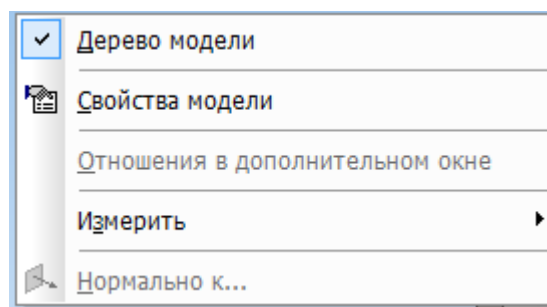 Дерево модели
Свойства модели
Отношения в дополнительном окне
Измерить
Нормально к...